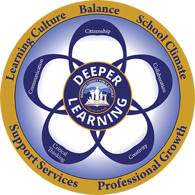 Learning Culture
Balance
School Climate
Citizenship
Communication
Collaboration
DEEPER
LEARNING
Critical
Thinking
Creativity
Support Services
Professional Growth